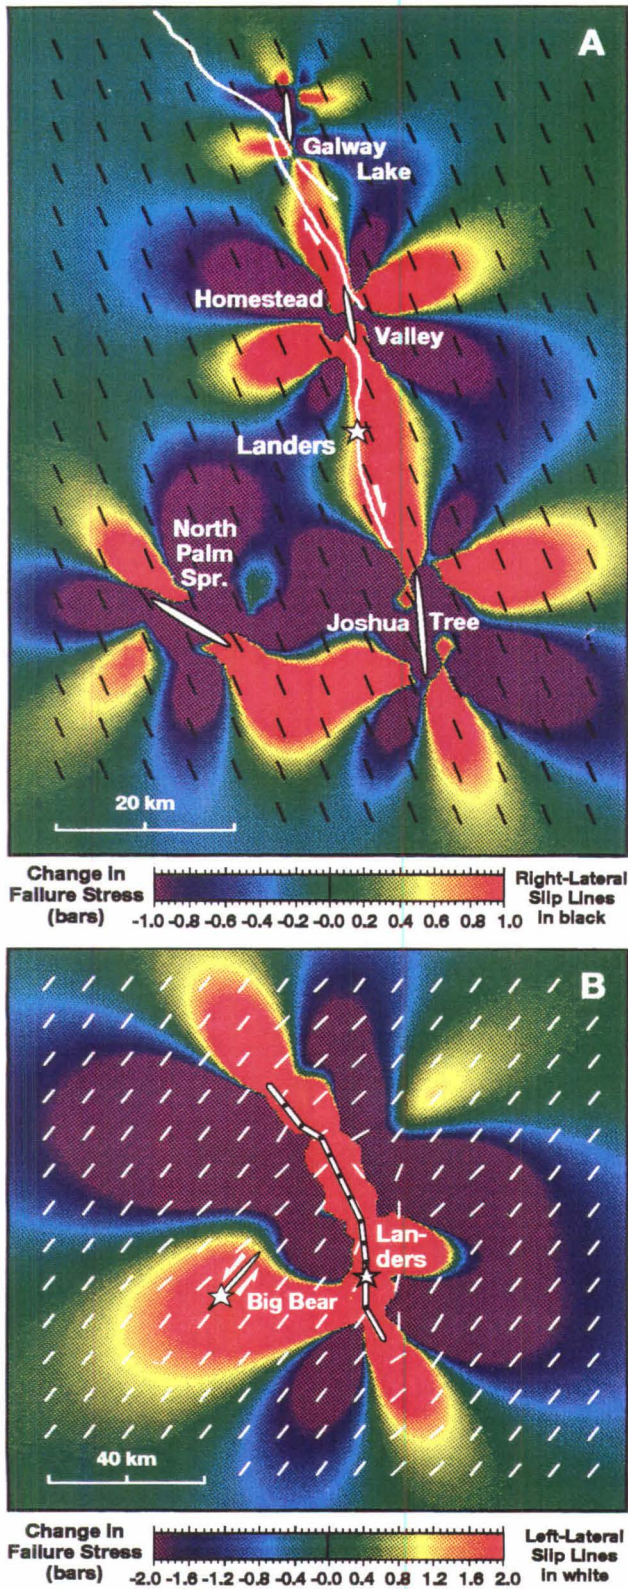 A
Galway
Lake
Homestead
Valley
Landers
North
Palm
Spr.
Joshua Tree
20 km
Change in
Failure Stress
(bars)
-1.0 -0.8 -0.6 -0.4 -0.2 -0.0 0.2 0.4 0.6 0.8 1.0
Right-Lateral
Slip Lines
in black
B
Lan-
ders
Big Bear
40 km
Change in
Failure Stress
(bars)
-2.0 -1.6 -1.2 -0.8 -0.4 0.0 0.4 0.8 1.2 1.6 2.0
Left-Lateral
Slip Lines
in white